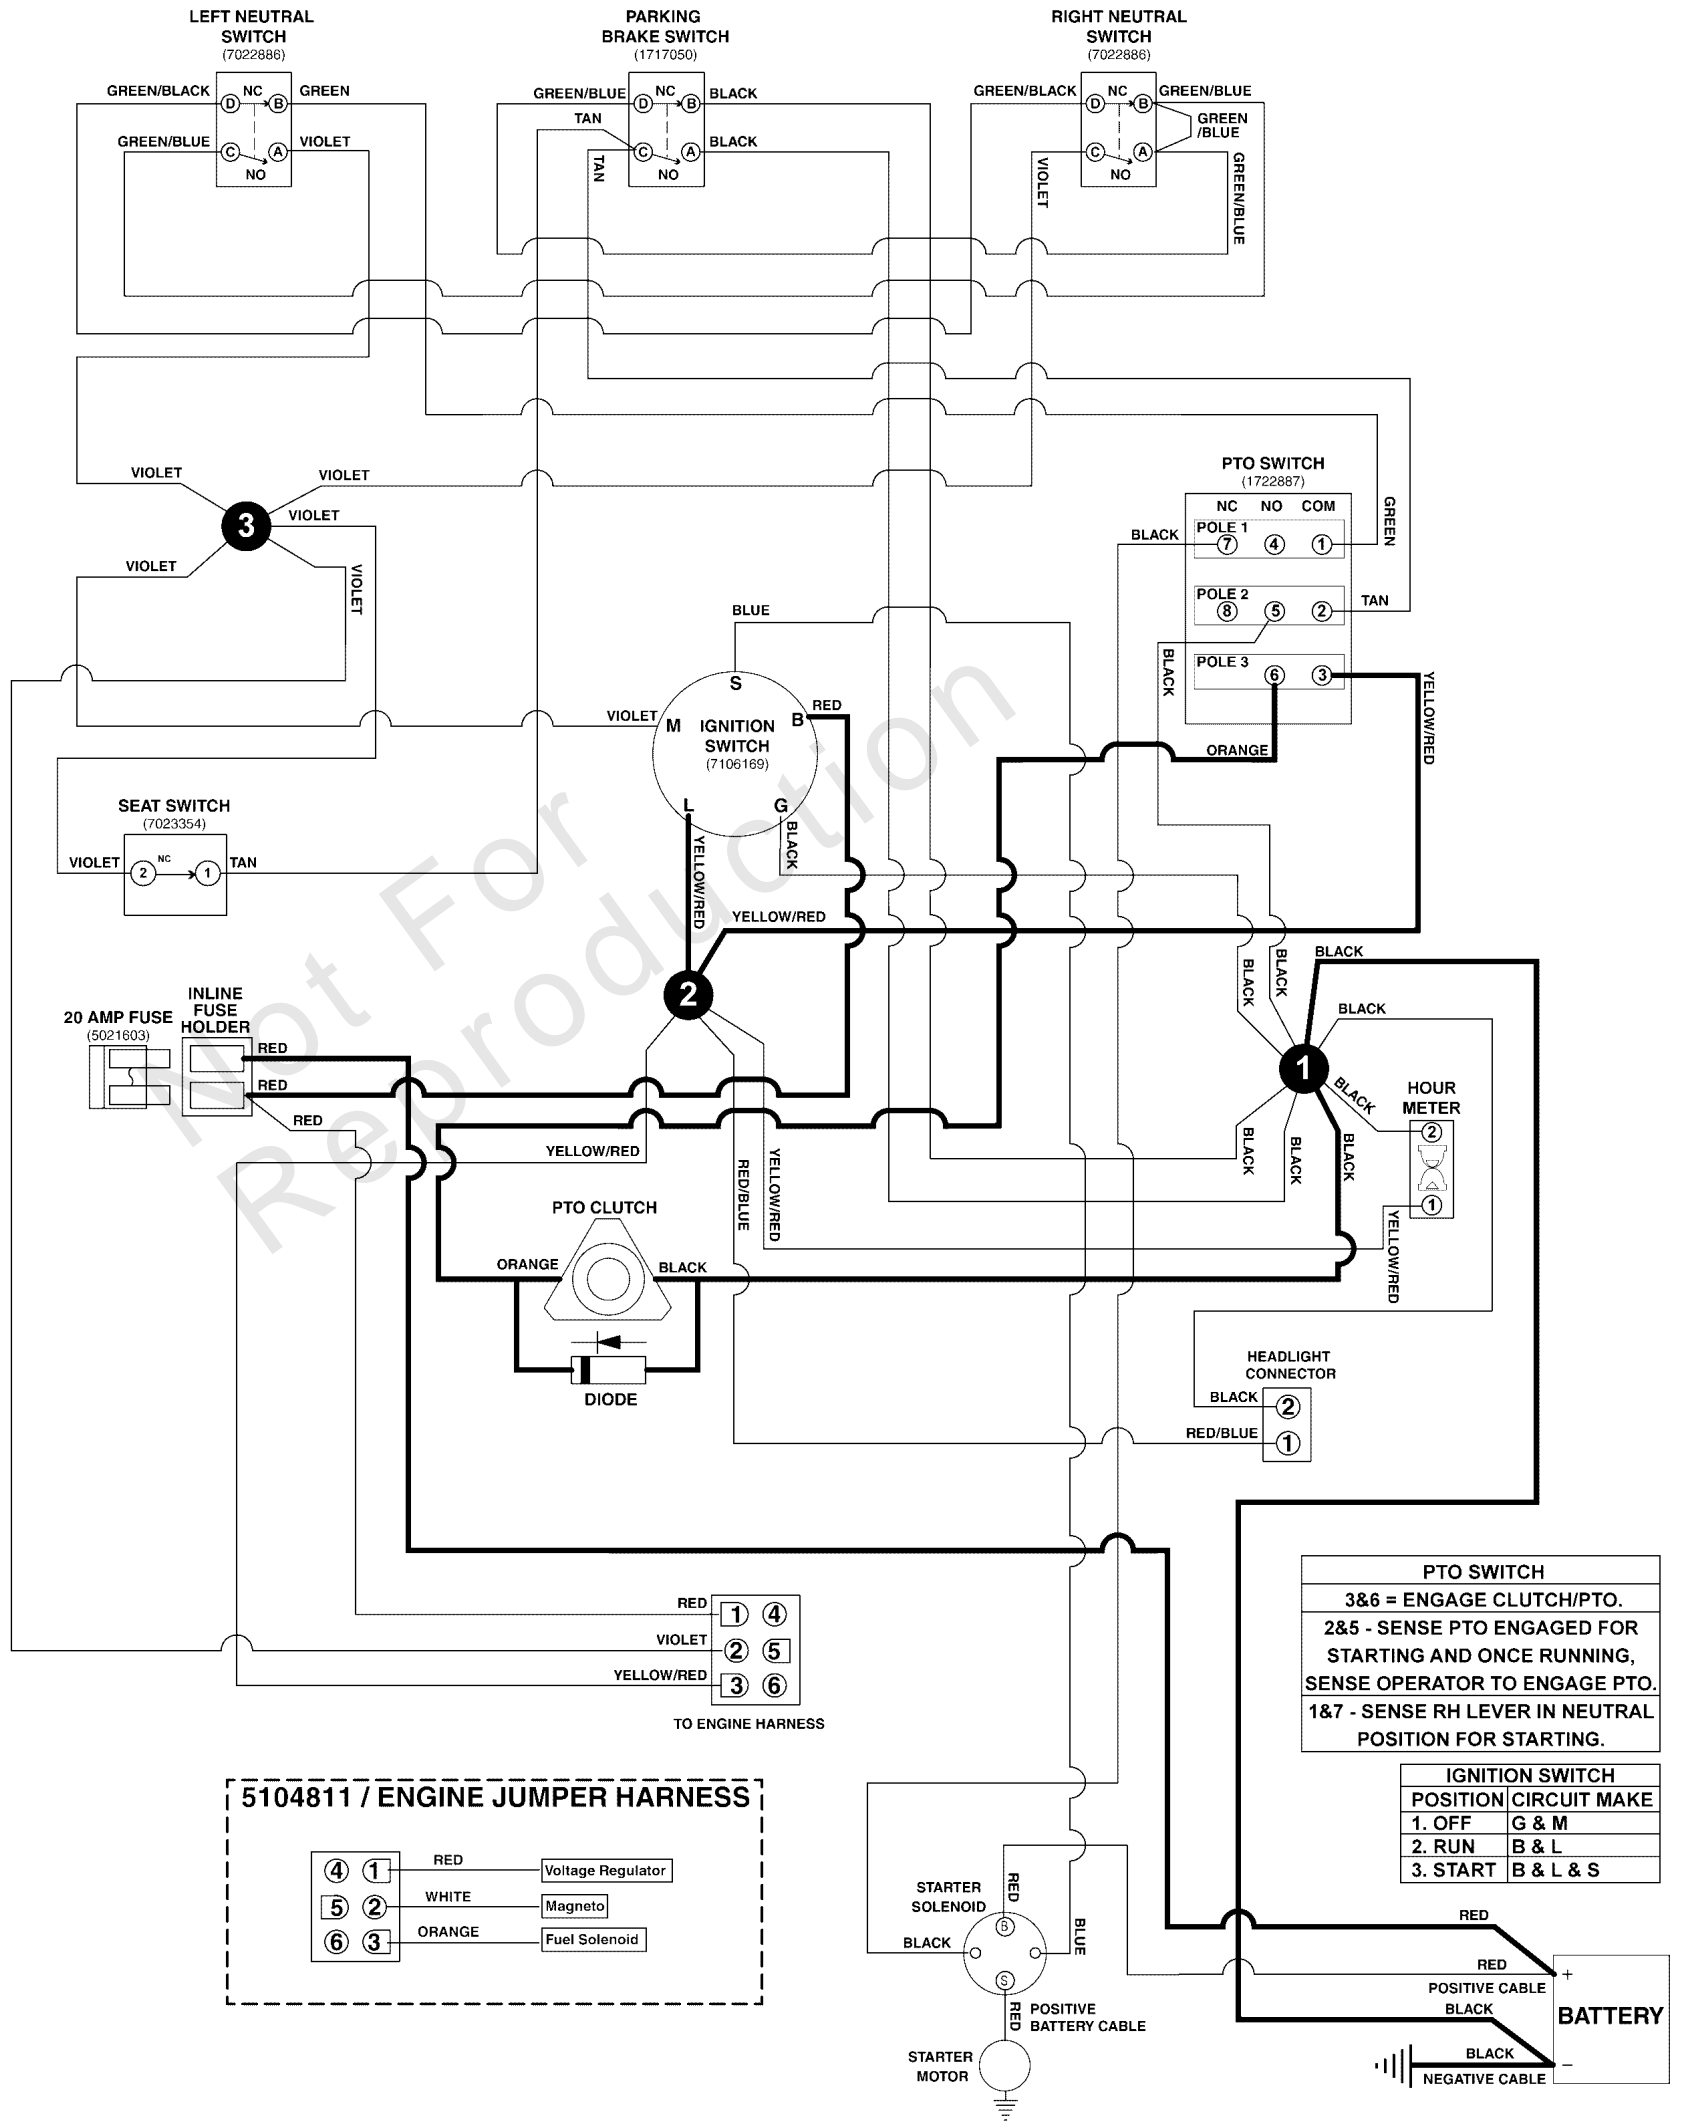 LEFT NEUTRAL
SWITCH
(7022886)
PARKING
BRAKE SWITCH
(1717050)
RIGHT NEUTRAL
SWITCH
(7022886)
GREEN/BLACK
D
NC
B
GREEN
GREEN/BLUE
C
A
VIOLET
NO
GREEN/BLUE
D
NC
B
BLACK
TAN
C
A
BLACK
TAN
NO
GREEN/BLACK
D
NC
B
GREEN/BLUE
GREEN
/BLUE
C
A
NO
VIOLET
GREEN/BLUE
VIOLET
VIOLET
3
VIOLET
VIOLET
VIOLET
PTO SWITCH
(1722887)
NC NO COM
POLE 1
7 4 1
BLACK
GREEN
POLE 2
8 5 2
TAN
BLACK
POLE 3
6 3
YELLOW/RED
ORANGE
BLUE
S
VIOLET
M
IGNITION
SWITCH
(7106169)
B
RED
L
G
YELLOW/RED
BLACK
SEAT SWITCH
(7023354)
VIOLET
2
NC
1
TAN
YELLOW/RED
2
Not For
Reproduction
20 AMP FUSE
(5021603)
INLINE
FUSE
HOLDER
RED
RED
RED
YELLOW/RED
RED/BLUE
YELLOW/RED
BLACK
BLACK
BLACK
BLACK
1
BLACK
BLACK
BLACK
BLACK
HOUR
METER
2
1
YELLOW/RED
PTO CLUTCH
ORANGE
BLACK
DIODE
HEADLIGHT
CONNECTOR
BLACK
2
RED/BLUE
1
RED
1 4
VIOLET
2 5
YELLOW/RED
3 6
TO ENGINE HARNESS
PTO SWITCH
3&6 = ENGAGE CLUTCH/PTO.
2&5 - SENSE PTO ENGAGED FOR
STARTING AND ONCE RUNNING,
SENSE OPERATOR TO ENGAGE PTO.
1&7 - SENSE RH LEVER IN NEUTRAL
POSITION FOR STARTING.
IGNITION SWITCH
POSITION CIRCUIT MAKE
1. OFF G & M
2. RUN B & L
3. START B & L & S
5104811 / ENGINE JUMPER HARNESS
4 1
RED
Voltage Regulator
5 2
WHITE
Magneto
6 3
ORANGE
Fuel Solenoid
STARTER
SOLENOID
RED
B
BLACK
BLUE
S
RED
POSITIVE
BATTERY CABLE
STARTER
MOTOR
RED
RED
+
POSITIVE CABLE
BLACK
BATTERY
BLACK
−
NEGATIVE CABLE